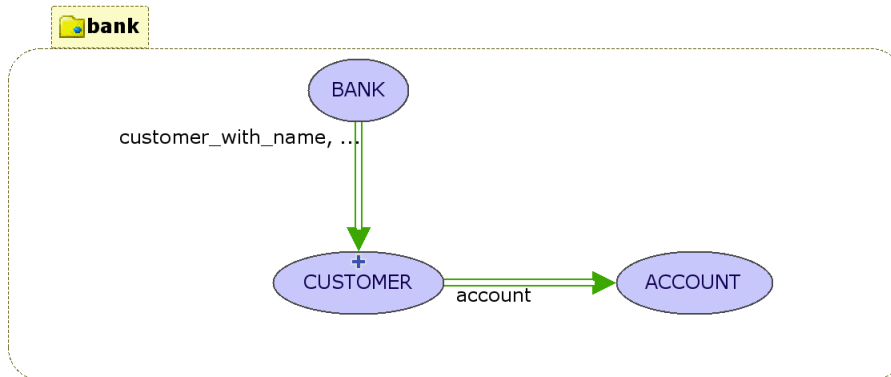 bank
BANK
customer_with_name, ...
CUSTOMER
account
ACCOUNT